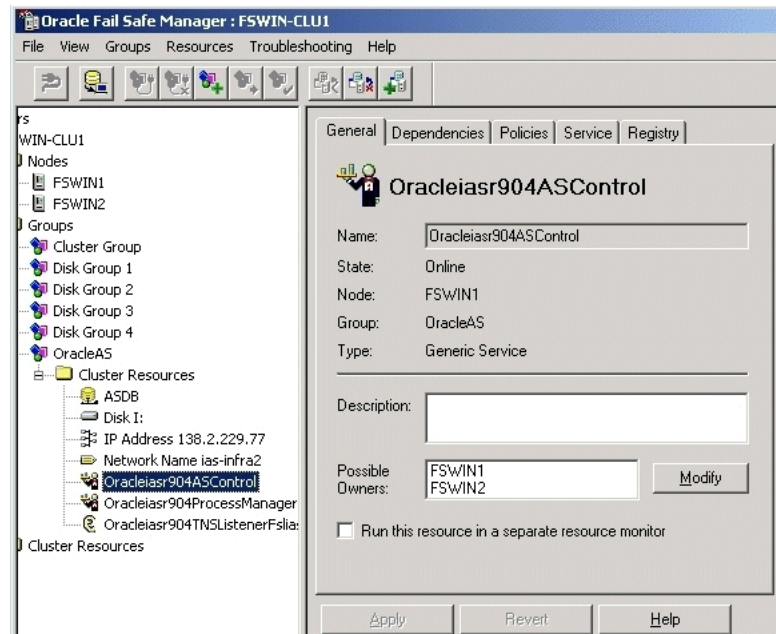 Oracle Fail Safe Manager : FSWIN-CLU1
File View Groups Resources Troubleshooting Help
rs
WIN-CLU1
Nodes
FSWIN1
FSWIN2
Groups
Cluster Group
Disk Group 1
Disk Group 2
Disk Group 3
Disk Group 4
OracleAS
Cluster Resources
ASDB
Disk I:
IP Address 138.2.229.77
Network Name ias-infra2
Oracleiasr904ASControl
Oracleiasr904ProcessManager
Oracleiasr904TNSListenerFslia
Cluster Resources
General Dependencies Policies Service Registry
Oracleiasr904ASControl
Name: Oracleiasr904ASControl
State: Online
Node: FSWIN1
Group: OracleAS
Type: Generic Service
Description:
Possible Owners: FSWIN1
FSWIN2
Modify
Run this resource in a separate resource monitor
Apply Revert Help